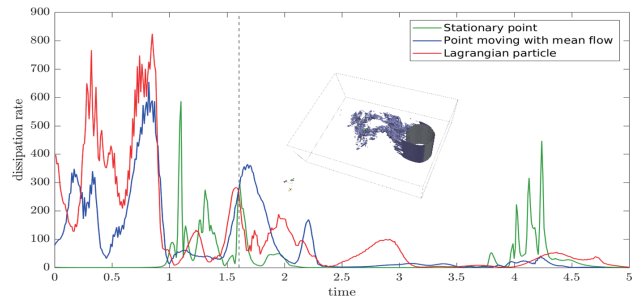 900
800
700
600
500
400
300
200
100
0
dissipation rate
Stationary point
Point moving with mean flow
Lagrangian particle
0 0.5 1 1.5 2 2.5 3 3.5 4 4.5 5
time